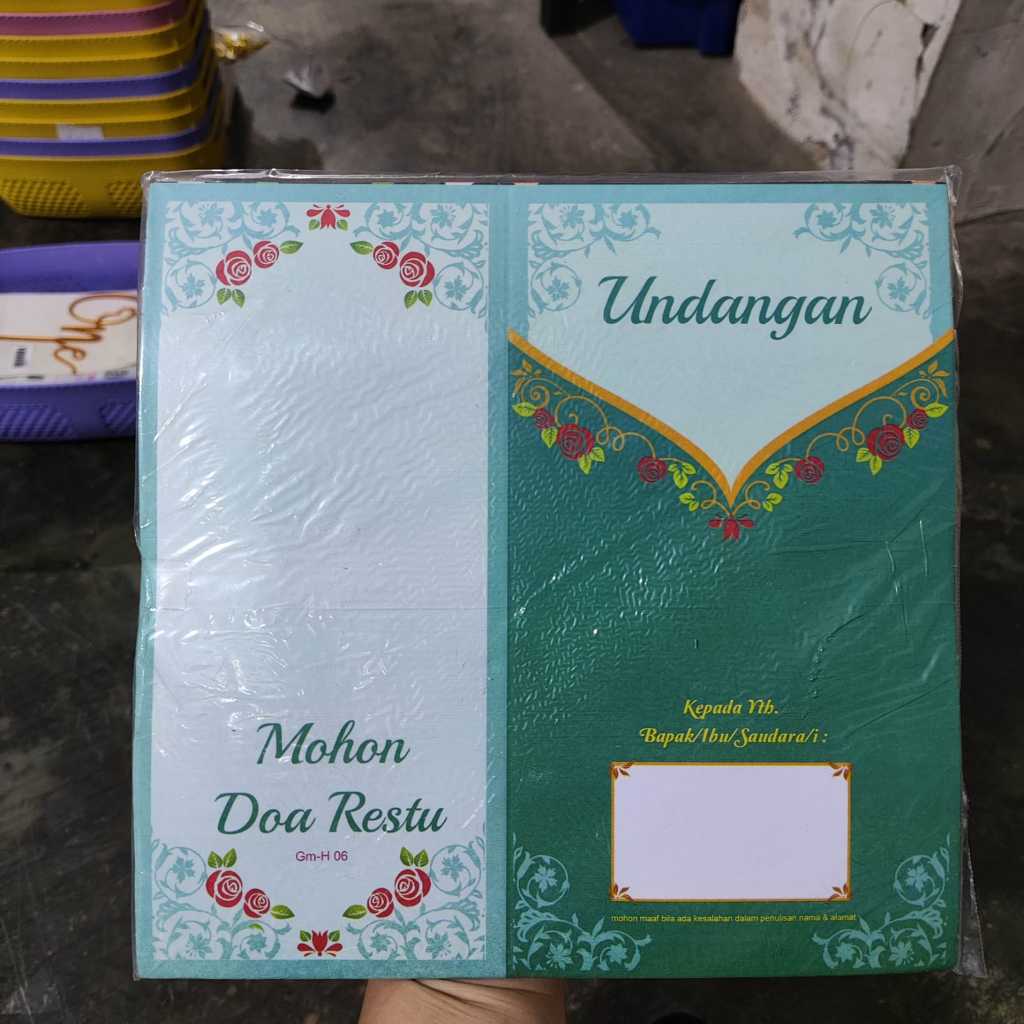 Mohon
Doa Restu
Gm-H 06
Undangan
Kepada Yth.
Bapak/Ibu/Saudara/i :
mohon maaf bila ada kesalahan dalam penulisan nama & alamat
One